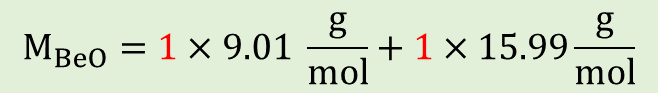 M_BeO = 1 × 9.01 g/mol + 1 × 15.99 g/mol